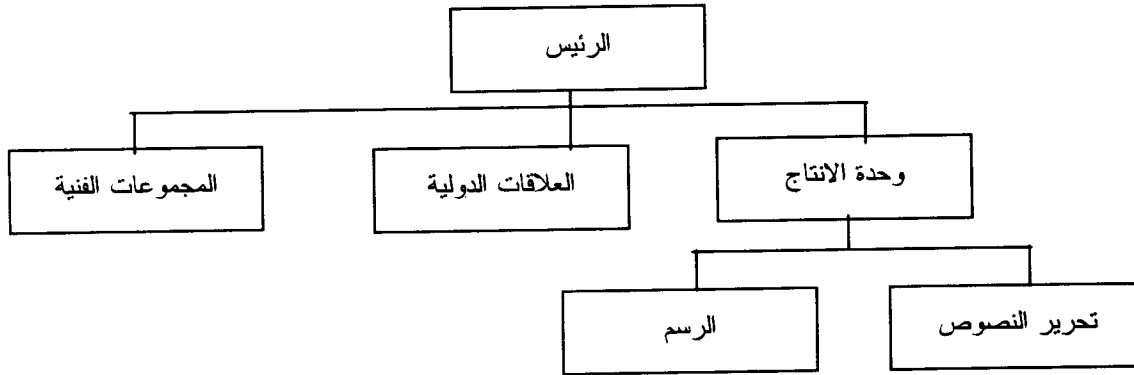 الرئيس
وحدة الانتاج
العلاقات الدولية
المجموعات الفنية
تحرير النصوص
الرسم